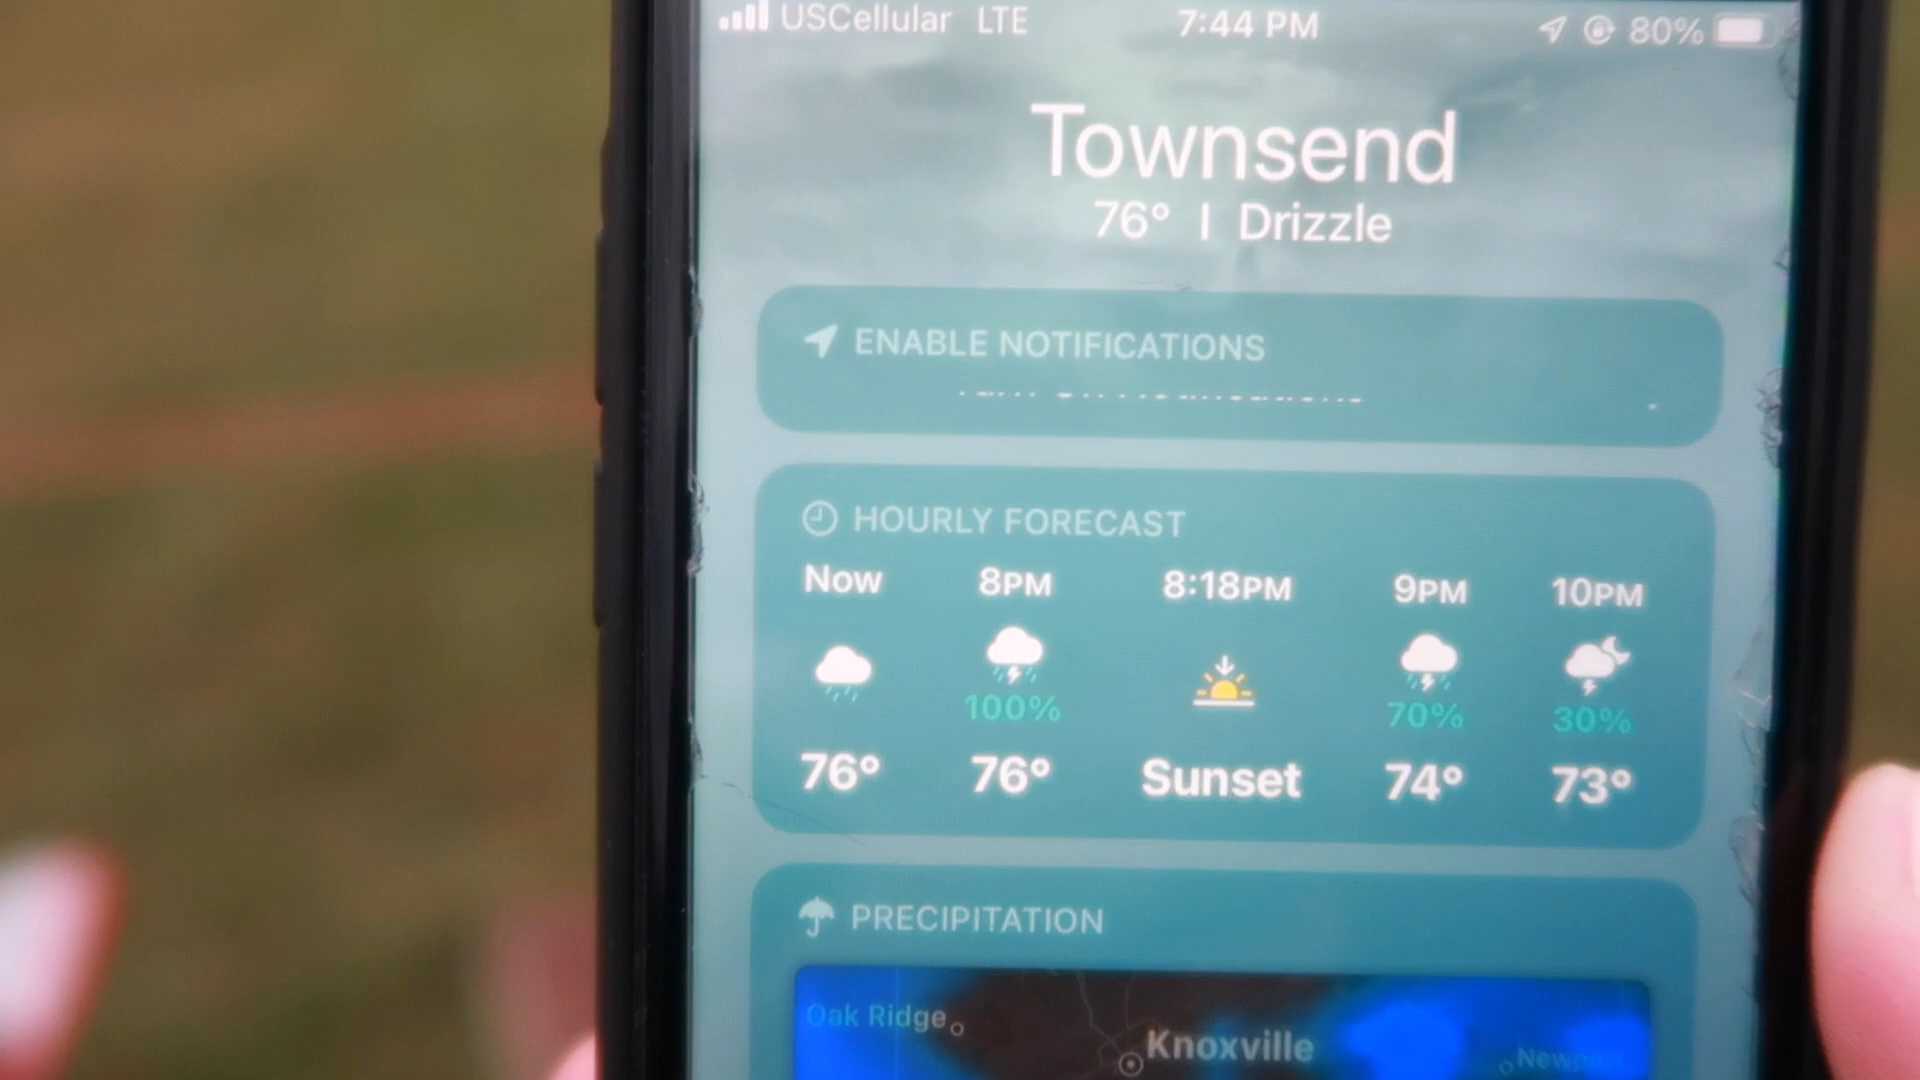 USCellular LTE 7:44 PM 80%
Townsend
76° | Drizzle
ENABLE NOTIFICATIONS
HOURLY FORECAST
Now 8PM 8:18PM 9PM 10PM
100% 70% 30%
76° 76° Sunset 74° 73°
PRECIPITATION
Oak Ridge
Knoxville